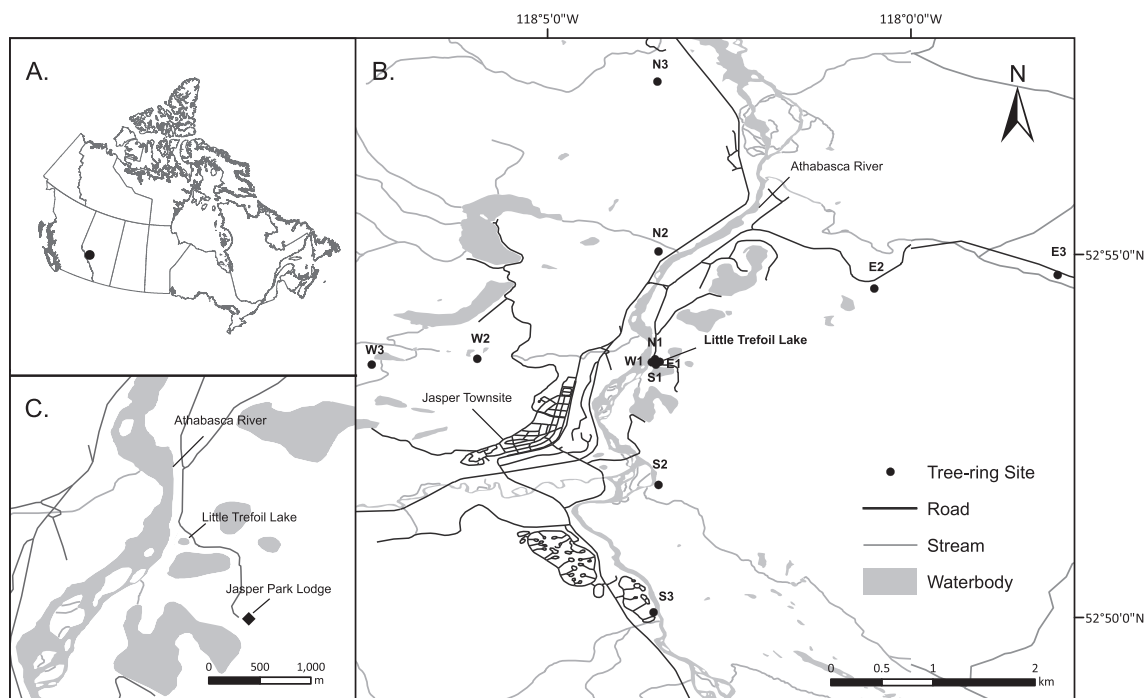 118°5'0"W
118°0'0"W
A.
B.
N3
N
Athabasca River
N2
52°55'0"N
E3
E2
N1
Little Trefoil Lake
W3
W2
W1
E1
S1
C.
Jasper Townsite
Athabasca River
S2
Tree-ring Site
Road
Little Trefoil Lake
Stream
Waterbody
Jasper Park Lodge
S3
52°50'0"N
0 500 1,000
m
0 0.5 1 2
km